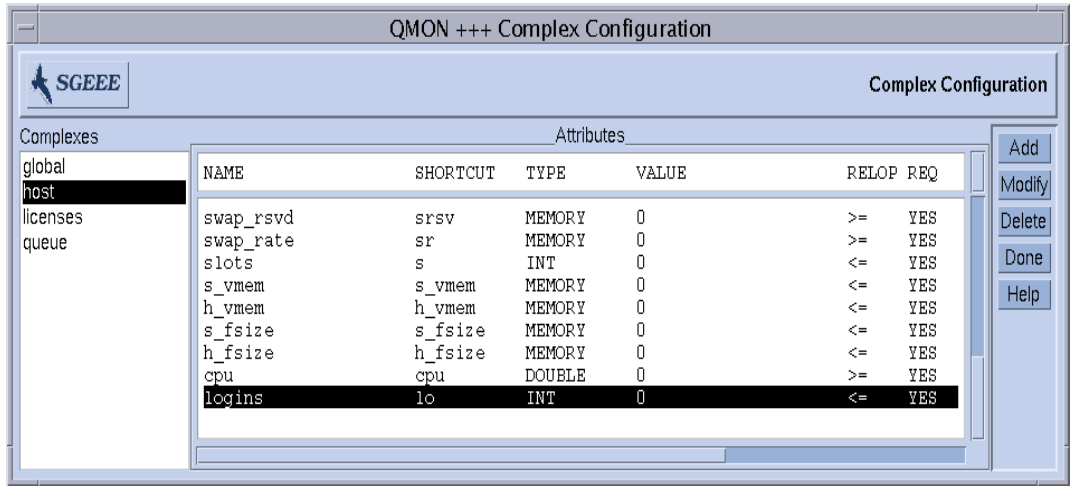 QMON +++ Complex Configuration
SGEEE
Complex Configuration
Complexes
global
host
licenses
queue
Attributes
NAME SHORTCUT TYPE VALUE RELOP REQ
swap_rsvd srsv MEMORY 0 >= YES
swap_rate sr MEMORY 0 >= YES
slots s INT 0 <= YES
s_vmem s_vmem MEMORY 0 <= YES
h_vmem h_vmem MEMORY 0 <= YES
s_fsize s_fsize MEMORY 0 <= YES
h_fsize h_fsize MEMORY 0 <= YES
cpu cpu DOUBLE 0 >= YES
logins lo INT 0 <= YES
Add
Modify
Delete
Done
Help